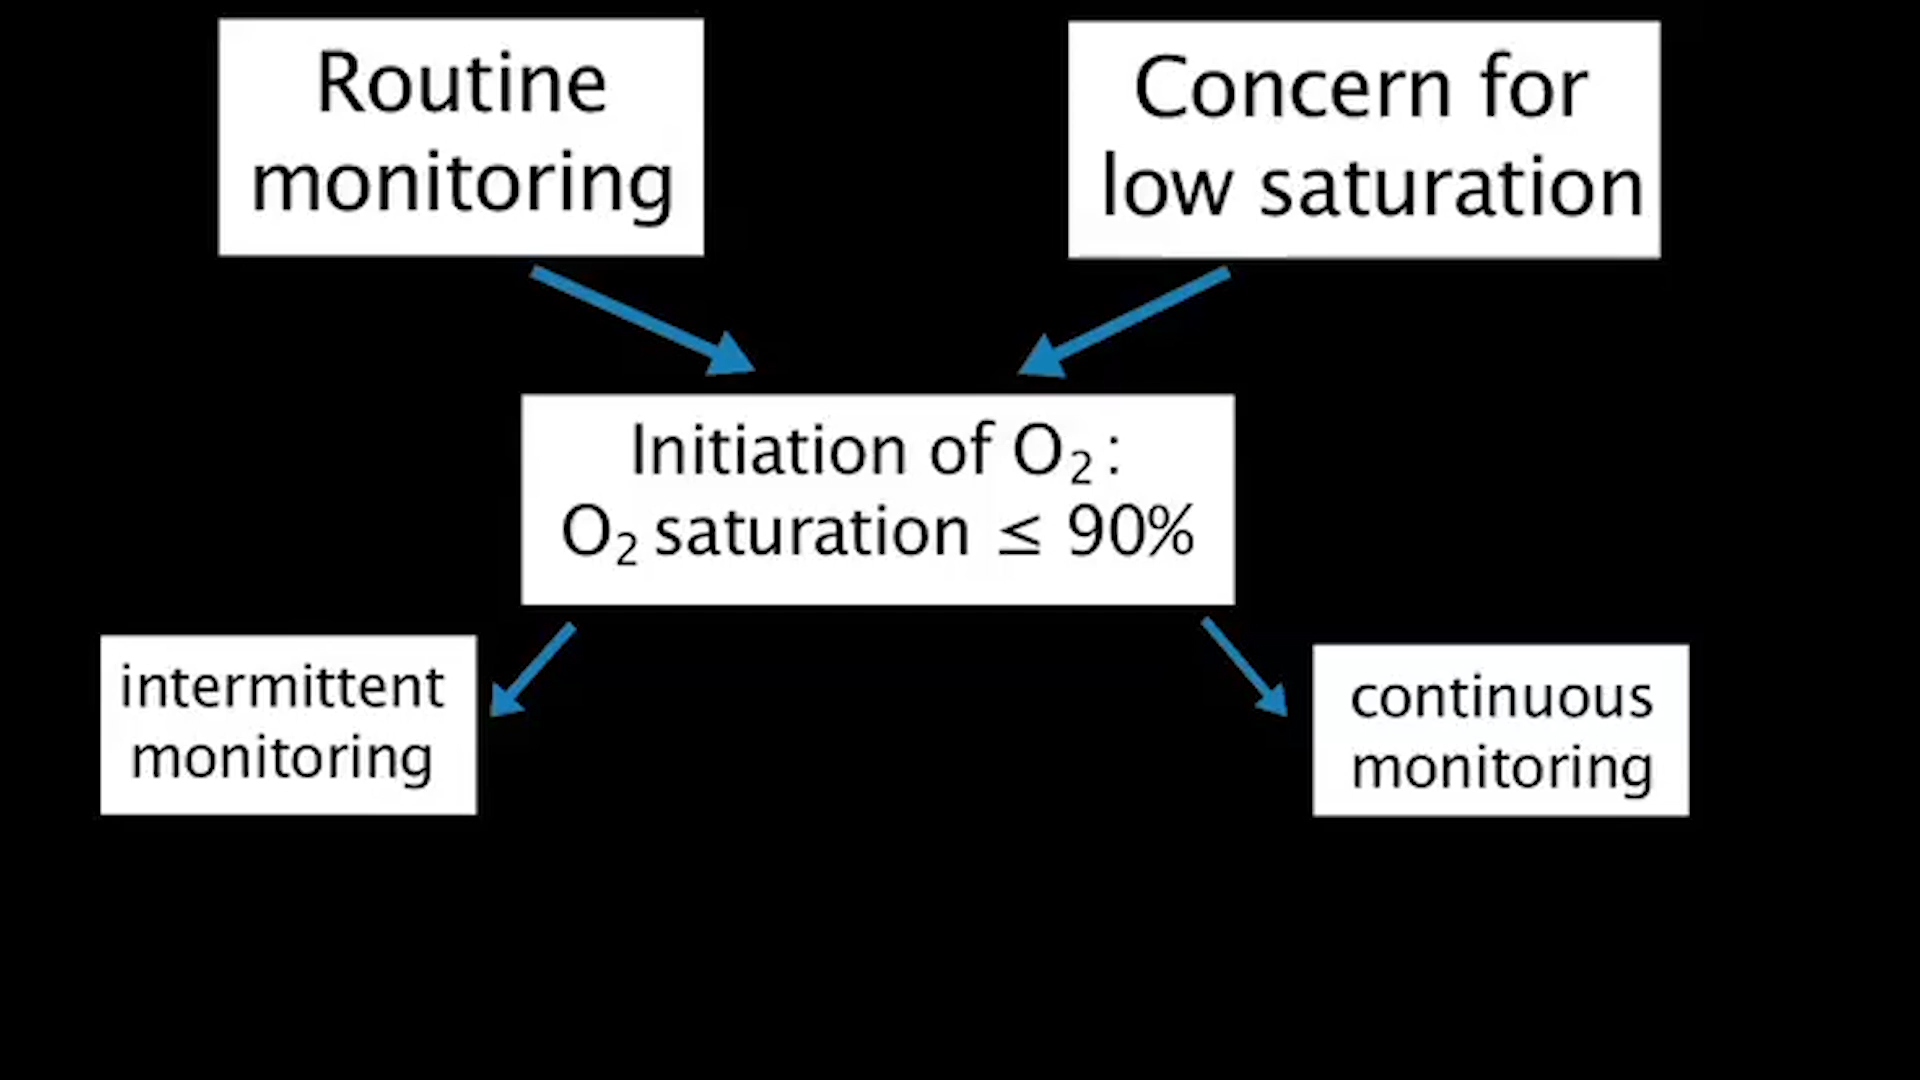 Routine
monitoring
Concern for
low saturation
Initiation of O₂:
O₂ saturation ≤ 90%
intermittent
monitoring
continuous
monitoring